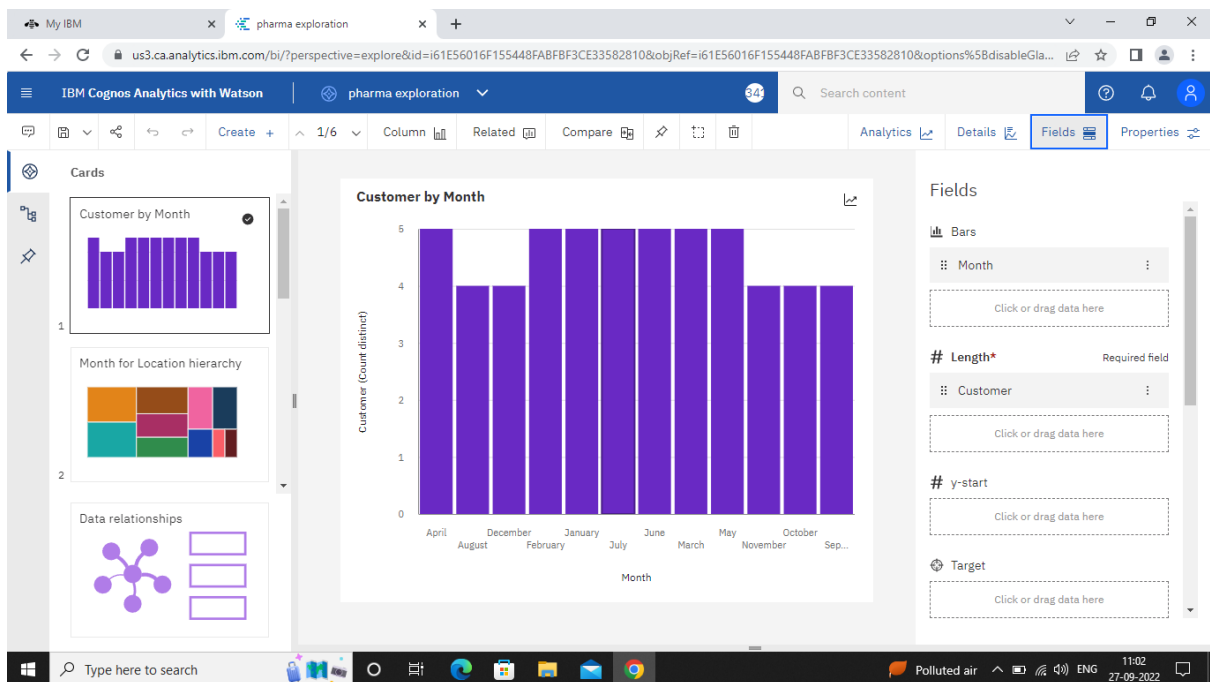 My IBM
pharma exploration
us3.ca.analytics.ibm.com/bi/?perspective=explore&id=i61E56016F155448FABFBF3CE33582810&objRef=i61E56016F155448FABFBF3CE33582810&options%5BdisableGla...
IBM Cognos Analytics with Watson
pharma exploration
Search content
Create +
1/6
Column
Related
Compare
Analytics
Details
Fields
Properties
Cards
Customer by Month
1
Month for Location hierarchy
2
Data relationships
Customer by Month
5
4
3
2
1
0
Customer (Count distinct)
April
August
December
February
January
July
June
March
May
November
October
Sep...
Month
Fields
Bars
Month
Click or drag data here
# Length*
Required field
Customer
Click or drag data here
# y-start
Click or drag data here
Target
Click or drag data here
Type here to search
Polluted air
ENG
11:02
27-09-2022